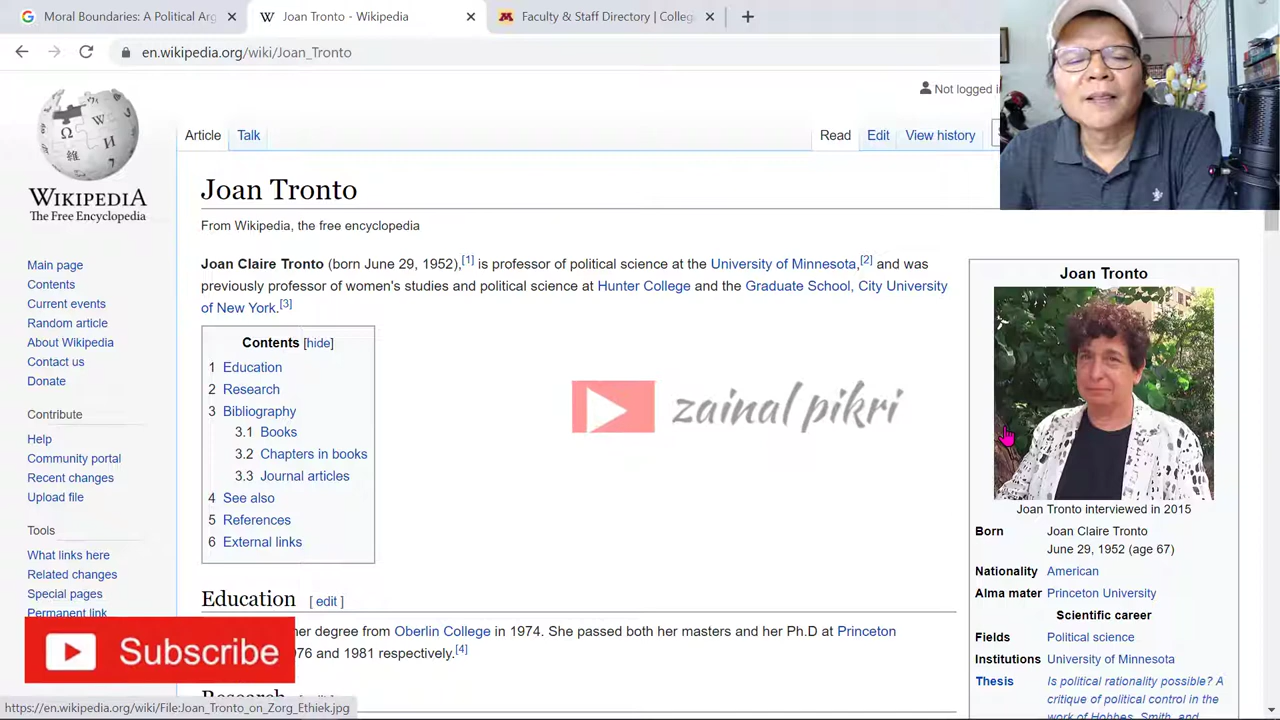 Moral Boundaries: A Political Arg
Joan Tronto - Wikipedia
Faculty & Staff Directory | Colleg
en.wikipedia.org/wiki/Joan_Tronto
Not logged i
Article
Talk
Read
Edit
View history
WIKIPEDIA
The Free Encyclopedia
Main page
Contents
Current events
Random article
About Wikipedia
Contact us
Donate
Contribute
Help
Community portal
Recent changes
Upload file
Tools
What links here
Related changes
Special pages
Permanent link
Joan Tronto
From Wikipedia, the free encyclopedia
Joan Claire Tronto (born June 29, 1952),[1] is professor of political science at the University of Minnesota,[2] and was
previously professor of women's studies and political science at Hunter College and the Graduate School, City University
of New York.[3]
Contents [hide]
1 Education
2 Research
3 Bibliography
3.1 Books
3.2 Chapters in books
3.3 Journal articles
4 See also
5 References
6 External links
zainal pikri
Education [ edit ]
her degree from Oberlin College in 1974. She passed both her masters and her Ph.D at Princeton
976 and 1981 respectively.[4]
Joan Tronto
Joan Tronto interviewed in 2015
Born Joan Claire Tronto
June 29, 1952 (age 67)
Nationality American
Alma mater Princeton University
Scientific career
Fields Political science
Institutions University of Minnesota
Thesis Is political rationality possible? A
critique of political control in the
work of Hobbes, Smith, and
Subscribe
https://en.wikipedia.org/wiki/File:Joan_Tronto_on_Zorg_Ethiek.jpg